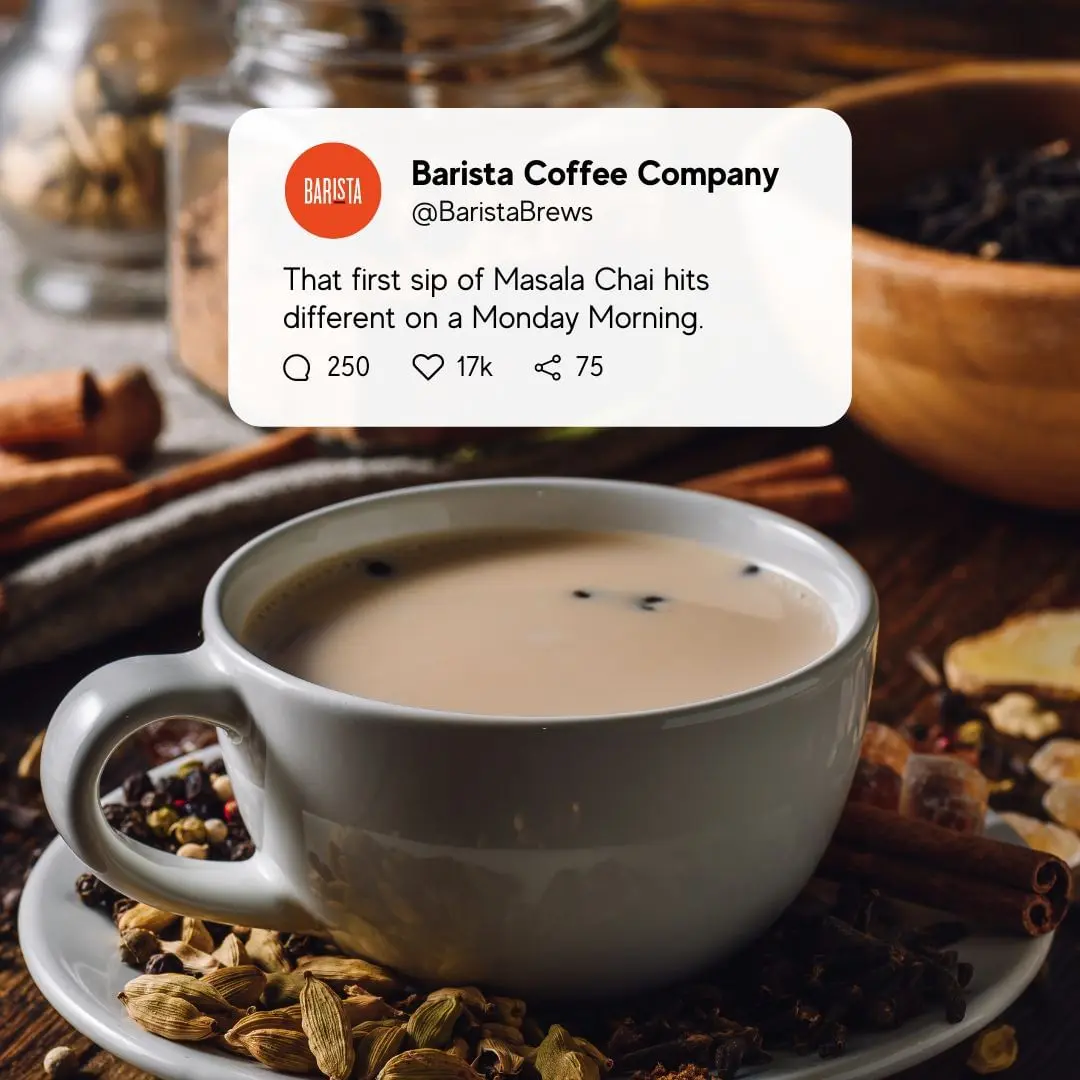 BARISTA
Barista Coffee Company
@BaristaBrews
That first sip of Masala Chai hits
different on a Monday Morning.
250 17k 75